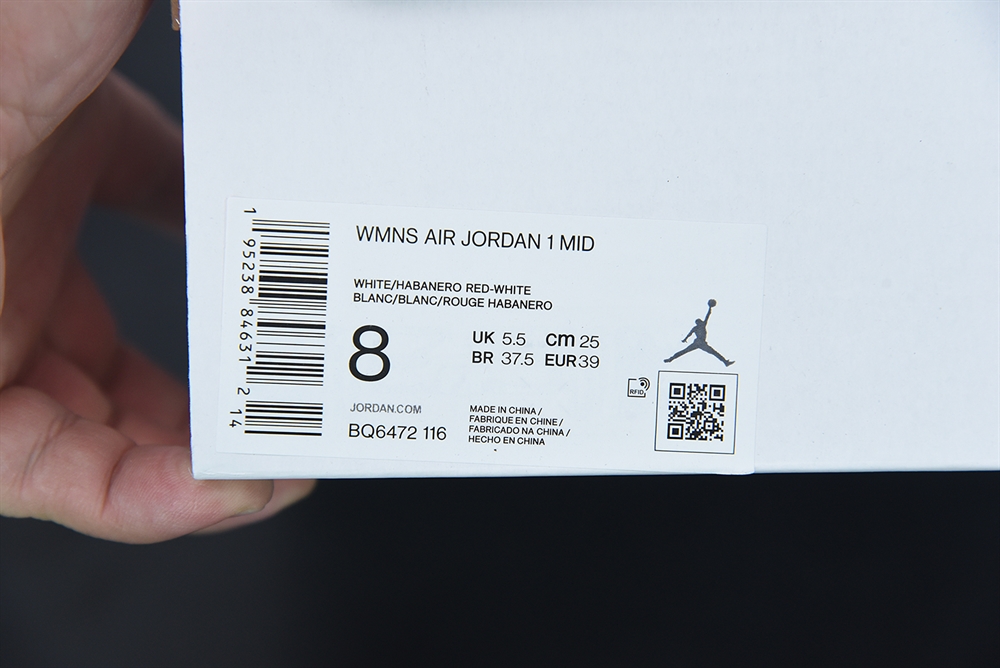 WMNS AIR JORDAN 1 MID
WHITE/HABANERO RED-WHITE
BLANC/BLANC/ROUGE HABANERO
8
UK 5.5 cm 25
BR 37.5 EUR 39
JORDAN.COM
BQ6472 116
MADE IN CHINA /
FABRIQUE EN CHINE /
FABRICADO NA CHINA /
HECHO EN CHINA
RFID
1 95238 84631 2 14